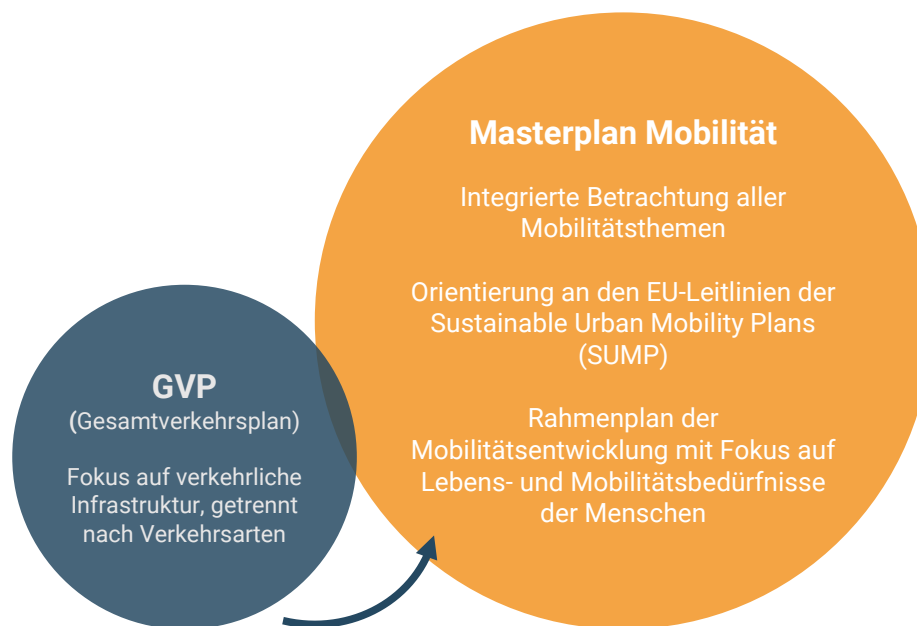 Masterplan Mobilität
Integrierte Betrachtung aller
Mobilitätsthemen
Orientierung an den EU-Leitlinien der
Sustainable Urban Mobility Plans
(SUMP)
Rahmenplan der
Mobilitätsentwicklung mit Fokus auf
Lebens- und Mobilitätsbedürfnisse
der Menschen
GVP
(Gesamtverkehrsplan)
Fokus auf verkehrliche
Infrastruktur, getrennt
nach Verkehrsarten